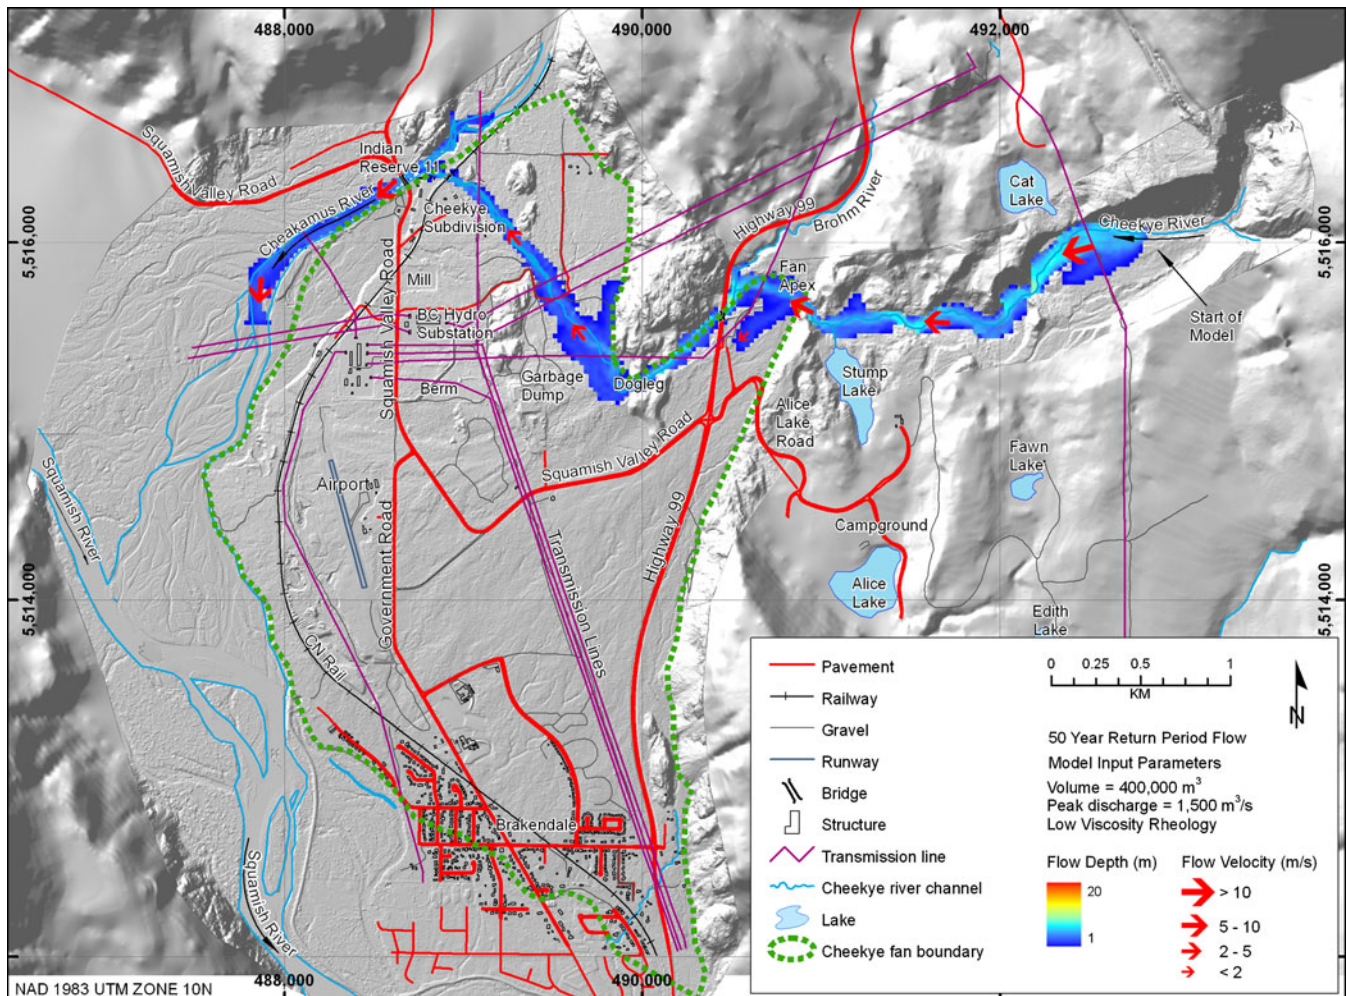 488,000
490,000
492,000
5,516,000
5,516,000
5,514,000
5,514,000
488,000
490,000
Squamish Valley Road
Indian
Reserve 11
Cheakamus River
Cheekye
Subdivision
Squamish Valley Road
Mill
BC Hydro
Substation
Berm
Garbage
Dump
Dogleg
Highway 99
Brohm River
Fan
Apex
Cat
Lake
Cheekye River
Start of
Model
Stump
Lake
Alice
Lake
Road
Squamish Valley Road
Fawn
Lake
Campground
Alice
Lake
Edith
Lake
Airport
Government Road
Squamish River
Transmission Lines
Highway 99
CN Rail
Brakendale
Squamish River
Pavement
Railway
Gravel
Runway
Bridge
Structure
Transmission line
Cheekye river channel
Lake
Cheekye fan boundary
0 0.25 0.5 1
KM
N
50 Year Return Period Flow
Model Input Parameters
Volume = 400,000 m³
Peak discharge = 1,500 m³/s
Low Viscosity Rheology
Flow Depth (m)
20
1
Flow Velocity (m/s)
> 10
5 - 10
2 - 5
< 2
NAD 1983 UTM ZONE 10N